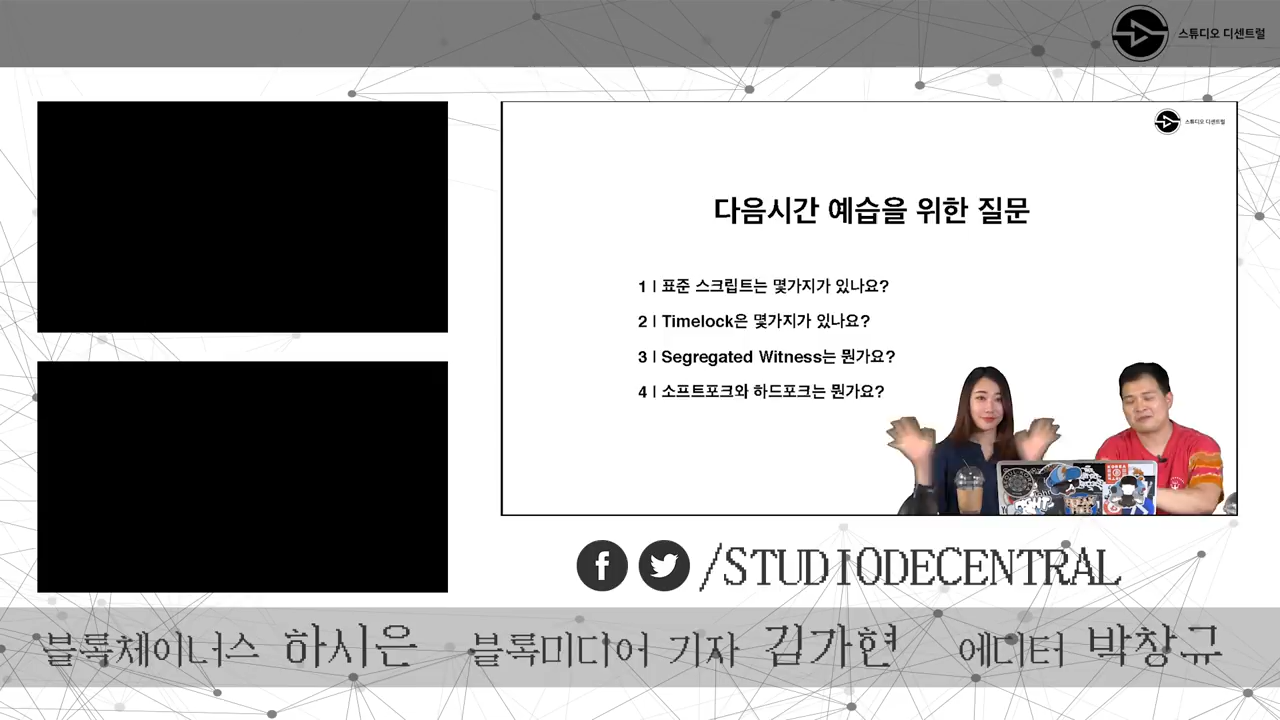 스튜디오 디센트럴
스튜디오 디센트럴
다음시간 예습을 위한 질문
1 | 표준 스크립트는 몇가지가 있나요?
2 | Timelock은 몇가지가 있나요?
3 | Segregated Witness는 뭔가요?
4 | 소프트포크와 하드포크는 뭔가요?
/STUDIODECENTRAL
블록체이너스 하시은 블록미디어 기자 김가현 에디터 박창규